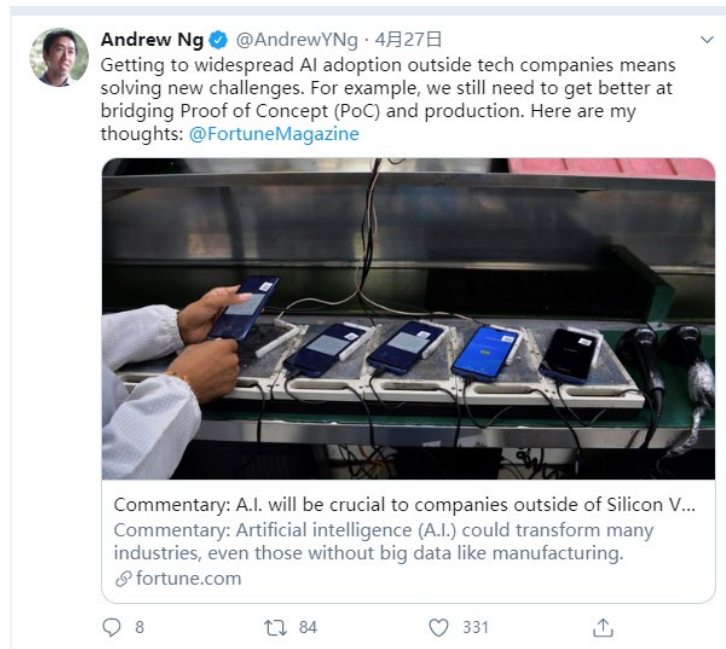 Andrew Ng @AndrewYNg · 4月27日
Getting to widespread AI adoption outside tech companies means
solving new challenges. For example, we still need to get better at
bridging Proof of Concept (PoC) and production. Here are my
thoughts: @FortuneMagazine
Commentary: A.I. will be crucial to companies outside of Silicon V...
Commentary: Artificial intelligence (A.I.) could transform many
industries, even those without big data like manufacturing.
fortune.com
8 84 331